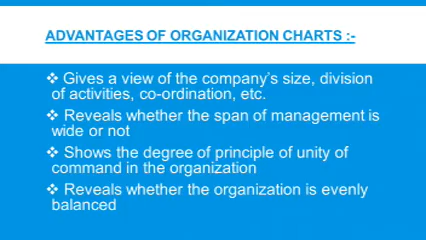 ADVANTAGES OF ORGANIZATION CHARTS :-
❖ Gives a view of the company's size, division
of activities, co-ordination, etc.
❖ Reveals whether the span of management is
wide or not
❖ Shows the degree of principle of unity of
command in the organization
❖ Reveals whether the organization is evenly
balanced